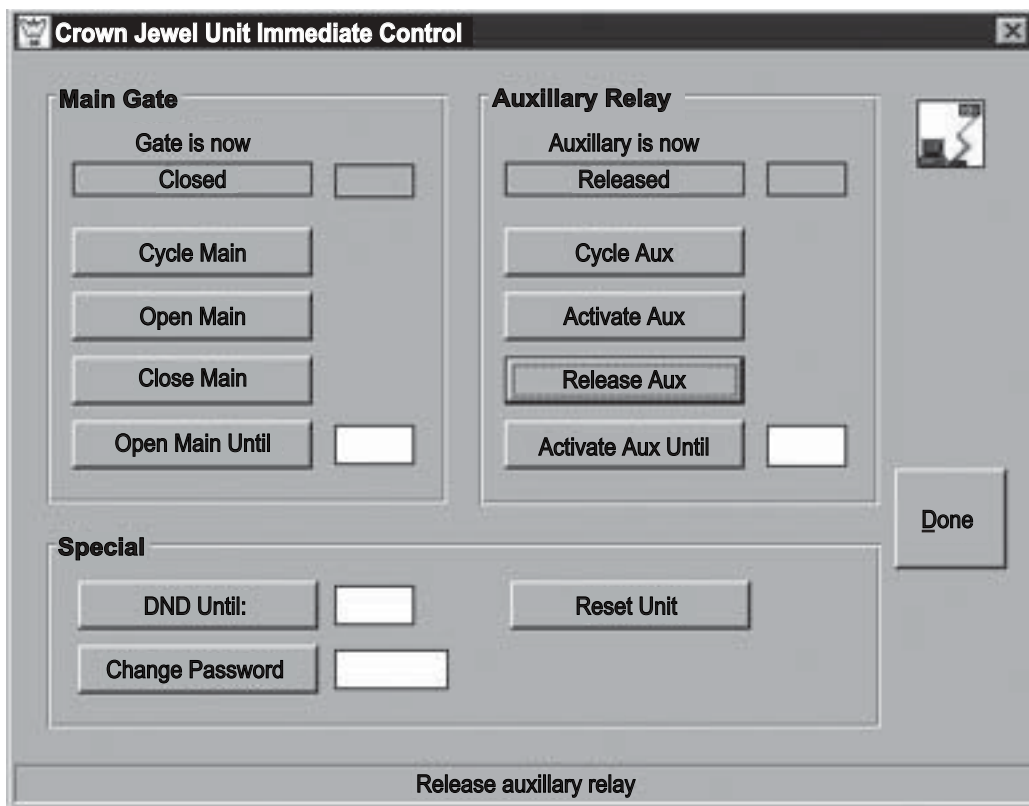 Crown Jewel Unit Immediate Control
Main Gate
Gate is now
Closed
Cycle Main
Open Main
Close Main
Open Main Until
Auxillary Relay
Auxillary is now
Released
Cycle Aux
Activate Aux
Release Aux
Activate Aux Until
Done
Special
DND Until:
Reset Unit
Change Password
Release auxillary relay